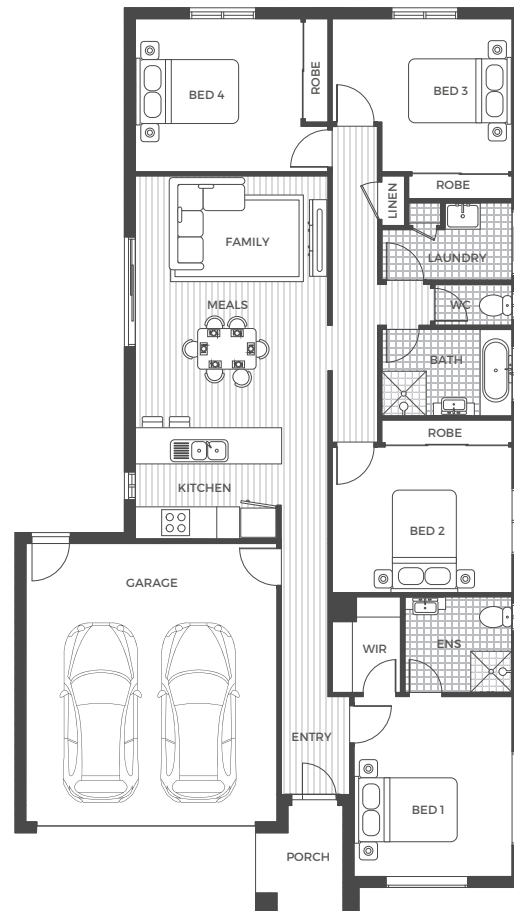 BED 4
ROBE
BED 3
ROBE
LINEN
FAMILY
LAUNDRY
MEALS
WC
BATH
ROBE
KITCHEN
BED 2
GARAGE
WIR
ENS
ENTRY
BED 1
PORCH